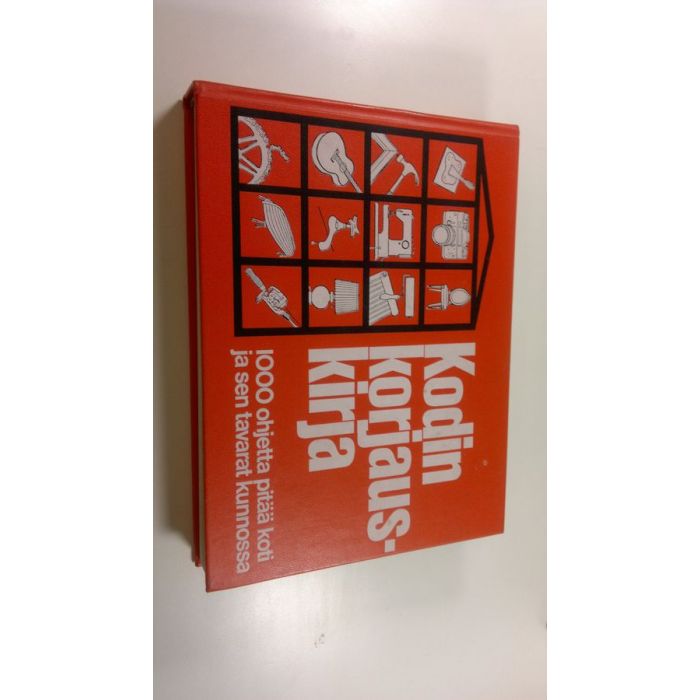 Kodin
korjaus-
kirja
1000 ohjetta pitää koti
ja sen tavarat kunnossa